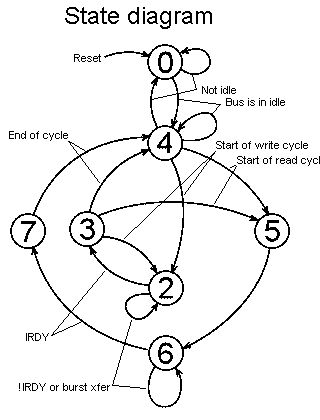 State diagram
Reset
0
Not idle
Bus is in idle
4
End of cycle
Start of write cycle
Start of read cycl
7
3
5
2
IRDY
6
!IRDY or burst xfer